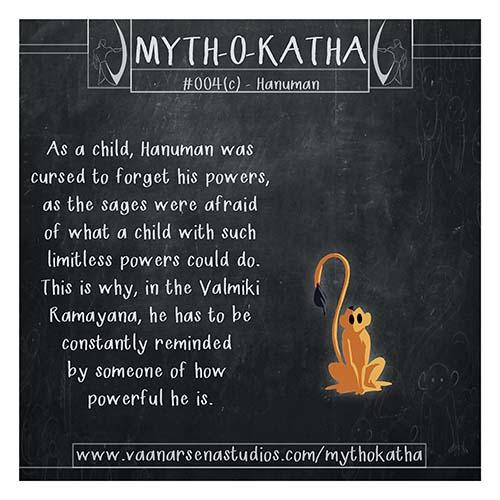 MYTH-O-KATHA
#004(c) - Hanuman
As a child, Hanuman was
cursed to forget his powers,
as the sages were afraid
of what a child with such
limitless powers could do.
This is why, in the Valmiki
Ramayana, he has to be
constantly reminded
by someone of how
powerful he is.
www.vaanarsenastudios.com/mythokatha